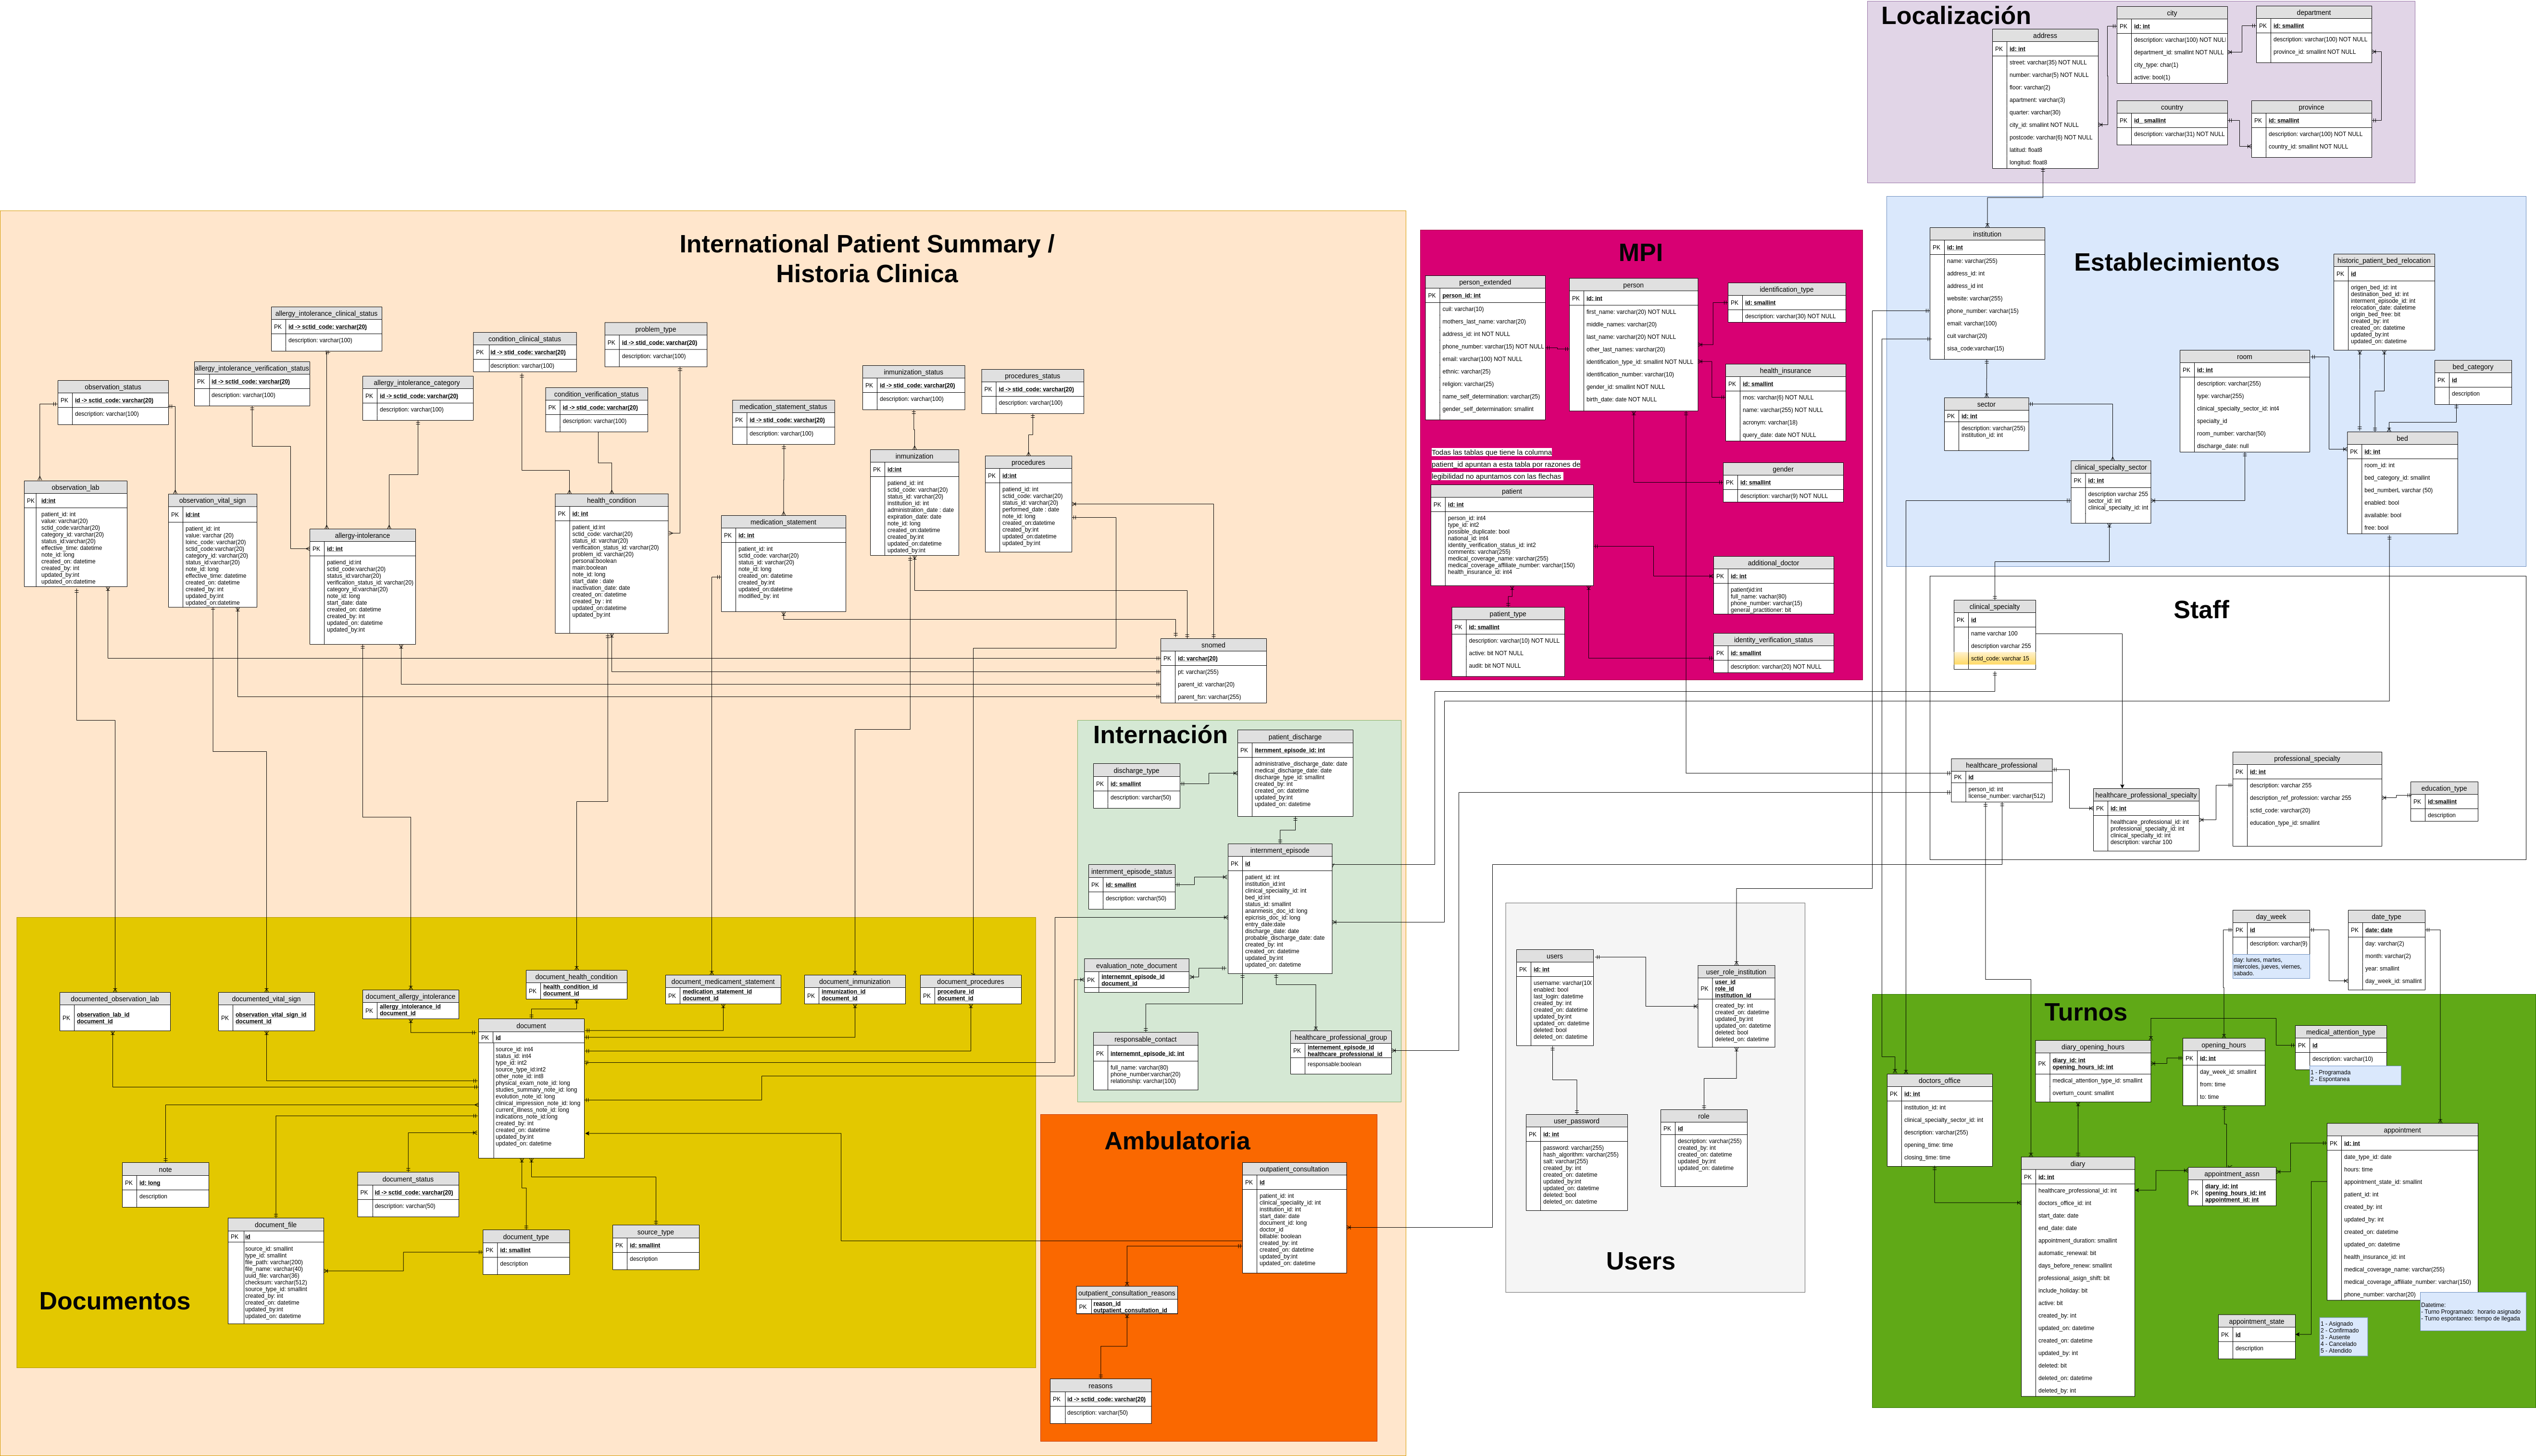 Localización
address
PK
id: int
street: varchar(35) NOT NULL
number: varchar(5) NOT NULL
floor: varchar(2)
apartment: varchar(3)
quarter: varchar(30)
city_id: smallint NOT NULL
postcode: varchar(6) NOT NULL
latitud: float8
longitud: float8
city
PK
id: int
description: varchar(100) NOT NULL
department_id: smallint NOT NULL
city_type: char(1)
active: bool(1)
department
PK
id: smallint
description: varchar(100) NOT NULL
province_id: smallint NOT NULL
country
PK
id_ smallint
description: varchar(31) NOT NULL
province
PK
id: smallint
description: varchar(100) NOT NULL
country_id: smallint NOT NULL
International Patient Summary /
Historia Clinica
allergy_intolerance_clinical_status
PK
id -> sctid_code: varchar(20)
description: varchar(100)
allergy_intolerance_verification_status
PK
id -> sctid_code: varchar(20)
description: varchar(100)
observation_status
PK
id -> sctid_code: varchar(20)
description: varchar(100)
allergy_intolerance_category
PK
id -> sctid_code: varchar(20)
description: varchar(100)
condition_clinical_status
PK
id -> stid_code: varchar(20)
description: varchar(100)
problem_type
PK
id -> stid_code: varchar(20)
description: varchar(100)
condition_verification_status
PK
id -> stid_code: varchar(20)
description: varchar(100)
medication_statement_status
PK
id -> stid_code: varchar(20)
description: varchar(100)
inmunization_status
PK
id -> stid_code: varchar(20)
description: varchar(100)
procedures_status
PK
id -> stid_code: varchar(20)
description: varchar(100)
observation_lab
PK
id:int
patient_id: int
value: varchar(20)
sctid_code:varchar(20)
category_id: varchar(20)
status_id:varchar(20)
effective_time: datetime
note_id: long
created_on: datetime
created_by: int
updated_by:int
updated_on:datetime
observation_vital_sign
PK
id:int
patient_id: int
value: varchar (20)
loinc_code: varchar(20)
sctid_code:varchar(20)
category_id: varchar(20)
status_id:varchar(20)
note_id: long
effective_time: datetime
created_on: datetime
created_by: int
updated_by:int
updated_on:datetime
allergy-intolerance
PK
id: int
patiend_id:int
sctid_code: varchar(20)
status_id:varchar(20)
verification_status_id: varchar(20)
category_id:varchar(20)
note_id: long
start_date: date
created_on: datetime
created_by: int
updated_on: datetime
updated_by:int
health_condition
PK
id: int
patient_id:int
sctid_code: varchar(20)
status_id: varchar(20)
verification_status_id: varchar(20)
problem_id: varchar(20)
personal:boolean
main:boolean
note_id: long
start_date : date
inactivation_date: date
created_on: datetime
created_by : int
updated_on:datetime
updated_by:int
medication_statement
PK
id: int
patient_id: int
sctid_code: varchar(20)
status_id: varchar(20)
note_id: long
created_on: datetime
created_by:int
updated_on:datetime
modified_by: int
inmunization
PK
id:int
patiend_id: int
sctid_code: varchar(20)
status_id: varchar(20)
institution_id: int
administration_date : date
expiration_date: date
note_id: long
created_on:datetime
created_by:int
updated_on:datetime
updated_by:int
procedures
PK
id:int
patiend_id: int
sctid_code: varchar(20)
status_id: varchar(20)
performed_date : date
note_id: long
created_on:datetime
created_by:int
updated_on:datetime
updated_by:int
snomed
PK
id: varchar(20)
pt: varchar(255)
parent_id: varchar(20)
parent_fsn: varchar(255)
MPI
person_extended
PK
person_id: int
cuil: varchar(10)
mothers_last_name: varchar(20)
address_id: int NOT NULL
phone_number: varchar(15) NOT NULL
email: varchar(100) NOT NULL
ethnic: varchar(25)
religion: varchar(25)
name_self_determination: varchar(25)
gender_self_determination: smallint
person
PK
id: int
first_name: varchar(20) NOT NULL
middle_names: varchar(20)
last_name: varchar(20) NOT NULL
other_last_names: varchar(20)
identification_type_id: smallint NOT NULL
identification_number: varchar(10)
gender_id: smallint NOT NULL
birth_date: date NOT NULL
identification_type
PK
id: smallint
description: varchar(30) NOT NULL
health_insurance
PK
id: smallint
rnos: varchar(6) NOT NULL
name: varchar(255) NOT NULL
acronym: varchar(18)
query_date: date NOT NULL
Todas las tablas que tiene la columna
patient_id apuntan a esta tabla por razones de
legibilidad no apuntamos con las flechas
gender
PK
id: smallint
description: varchar(9) NOT NULL
patient
PK
id: int
person_id: int4
type_id: int2
possible_duplicate: bool
national_id: int4
identity_verification_status_id: int2
comments: varchar(255)
medical_coverage_name: varchar(255)
medical_coverage_affiliate_number: varchar(150)
health_insurance_id: int4
additional_doctor
PK
id: int
patient(id:int
full_name: vachar(80)
phone_number: varchar(15)
general_practitioner: bit
patient_type
PK
id: smallint
description: varchar(10) NOT NULL
active: bit NOT NULL
audit: bit NOT NULL
identity_verification_status
PK
id: smallint
description: varchar(20) NOT NULL
Establecimientos
institution
PK
id: int
name: varchar(255)
address_id: int
address_id int
website: varchar(255)
phone_number: varchar(15)
email: varchar(100)
cuit varchar(20)
sisa_code:varchar(15)
historic_patient_bed_relocation
PK
id
origen_bed_id: int
destination_bed_id: int
interment_episode_id: int
relocation_date: datetime
origin_bed_free: bit
created_by: int
created_on: datetime
updated_by:int
updated_on: datetime
room
PK
id: int
description: varchar(255)
type: varchar(255)
clinical_specialty_sector_id: int4
specialty_id
room_number: varchar(50)
discharge_date: null
bed_category
PK
id
description
sector
PK
id: int
description: varchar(255)
institution_id: int
clinical_specialty_sector
PK
id: int
description varchar 255
sector_id: int
clinical_specialty_id: int
bed
PK
id: int
room_id: int
bed_category_id: smallint
bed_numberL varchar (50)
enabled: bool
available: bool
free: bool
Staff
clinical_specialty
PK
id
name varchar 100
description varchar 255
sctid_code: varchar 15
healthcare_professional
PK
id
person_id: int
license_number: varchar(512)
healthcare_professional_specialty
PK
id: int
healthcare_professional_id: int
professional_specialty_id: int
clinical_specialty_id: int
description: varchar 100
professional_specialty
PK
id: int
description: varchar 255
description_ref_profession: varchar 255
sctid_code: varchar(20)
education_type_id: smallint
education_type
PK
id:smallint
description
Internación
patient_discharge
PK
iternment_episode_id: int
administrative_discharge_date: date
medical_discharge_date: date
discharge_type_id: smallint
created_by: int
created_on: datetime
updated_by:int
updated_on: datetime
discharge_type
PK
id: smallint
description: varchar(50)
internment_episode
PK
id
patient_id: int
institution_id:int
clinical_speciality_id: int
bed_id:int
status_id: smallint
ananmesis_doc_id: long
epicrisis_doc_id: long
entry_date:date
discharge_date: date
probable_discharge_date: date
created_by: int
created_on: datetime
updated_by:int
updated_on: datetime
internment_episode_status
PK
id: smallint
description: varchar(50)
evaluation_note_document
PK
internemnt_episode_id
document_id
responsable_contact
PK
internemnt_episode_id: int
full_name: varchar(80)
phone_number:varchar(20)
relationship: varchar(100)
healthcare_professional_group
PK
internement_episode_id
healthcare_professional_id
responsable:boolean
documented_observation_lab
PK
observation_lab_id
document_id
documented_vital_sign
PK
observation_vital_sign_id
document_id
document_allergy_intolerance
PK
allergy_intolerance_id
document_id
document_health_condition
PK
health_condition_id
document_id
document_medicament_statement
PK
medication_statement_id
document_id
document_inmunization
PK
inmunization_id
document_id
document_procedures
PK
procedure_id
document_id
document
PK
id
source_id: int4
status_id: int4
type_id: int2
source_type_id:int2
other_note_id: int8
physical_exam_note_id: long
studies_summary_note_id: long
evolution_note_id: long
clinical_impression_note_id: long
current_illness_note_id: long
indications_note_id:long
created_by: int
created_on: datetime
updated_by:int
updated_on: datetime
note
PK
id: long
description
document_status
PK
id -> sctid_code: varchar(20)
description: varchar(50)
document_file
PK
id
source_id: smallint
type_id: smallint
file_path: varchar(200)
file_name: varchar(40)
uuid_file: varchar(36)
checksum: varchar(512)
source_type_id: smallint
created_by: int
created_on: datetime
updated_by:int
updated_on: datetime
document_type
PK
id: smallint
description
source_type
PK
id: smallint
description
Documentos
Ambulatoria
outpatient_consultation
PK
id
patient_id: int
clinical_speciality_id: int
institution_id: int
start_date: date
document_id: long
doctor_id
billable: boolean
created_by: int
created_on: datetime
updated_by:int
updated_on: datetime
outpatient_consultation_reasons
PK
reason_id
outpatient_consultation_id
reasons
PK
id -> sctid_code: varchar(20)
description: varchar(50)
users
PK
id: int
username: varchar(100
enabled: bool
last_login: datetime
created_by: int
created_on: datetime
updated_by:int
updated_on: datetime
deleted: bool
deleted_on: datetime
user_role_institution
PK
user_id
role_id
institution_id
created_by: int
created_on: datetime
updated_by:int
updated_on: datetime
deleted: bool
deleted_on: datetime
user_password
PK
id: int
password: varchar(255)
hash_algorithm: varchar(255)
salt: varchar(255)
created_by: int
created_on: datetime
updated_by:int
updated_on: datetime
deleted: bool
deleted_on: datetime
role
PK
id
description: varchar(255)
created_by: int
created_on: datetime
updated_by:int
updated_on: datetime
Users
day_week
PK
id
description: varchar(9)
day: lunes, martes,
miercoles, jueves, viernes,
sabado.
date_type
PK
date: date
day: varchar(2)
month: varchar(2)
year: smallint
day_week_id: smallint
Turnos
medical_attention_type
PK
id
description: varchar(10)
1 - Programada
2 - Espontanea
diary_opening_hours
PK
diary_id: int
opening_hours_id: int
medical_attention_type_id: smallint
overturn_count: smallint
opening_hours
PK
id: int
day_week_id: smallint
from: time
to: time
doctors_office
PK
id: int
institution_id: int
clinical_specialty_sector_id: int
description: varchar(255)
opening_time: time
closing_time: time
diary
PK
id: int
healthcare_professional_id: int
doctors_office_id: int
start_date: date
end_date: date
appointment_duration: smallint
automatic_renewal: bit
days_before_renew: smallint
professional_asign_shift: bit
include_holiday: bit
active: bit
created_by: int
updated_on: datetime
created_on: datetime
updated_by: int
deleted: bit
deleted_on: datetime
deleted_by: int
appointment_assn
PK
diary_id: int
opening_hours_id: int
appointment_id: int
appointment
PK
id: int
date_type_id: date
hours: time
appointment_state_id: smallint
patient_id: int
created_by: int
updated_by: int
created_on: datetime
updated_on: datetime
health_insurance_id: int
medical_coverage_name: varchar(255)
medical_coverage_affiliate_number: varchar(150)
phone_number: varchar(20)
Datetime:
- Turno Programado: horario asignado
- Turno espontaneo: tiempo de llegada
appointment_state
PK
id
description
1 - Asignado
2 - Confirmado
3 - Ausente
4 - Cancelado
5 - Atendido